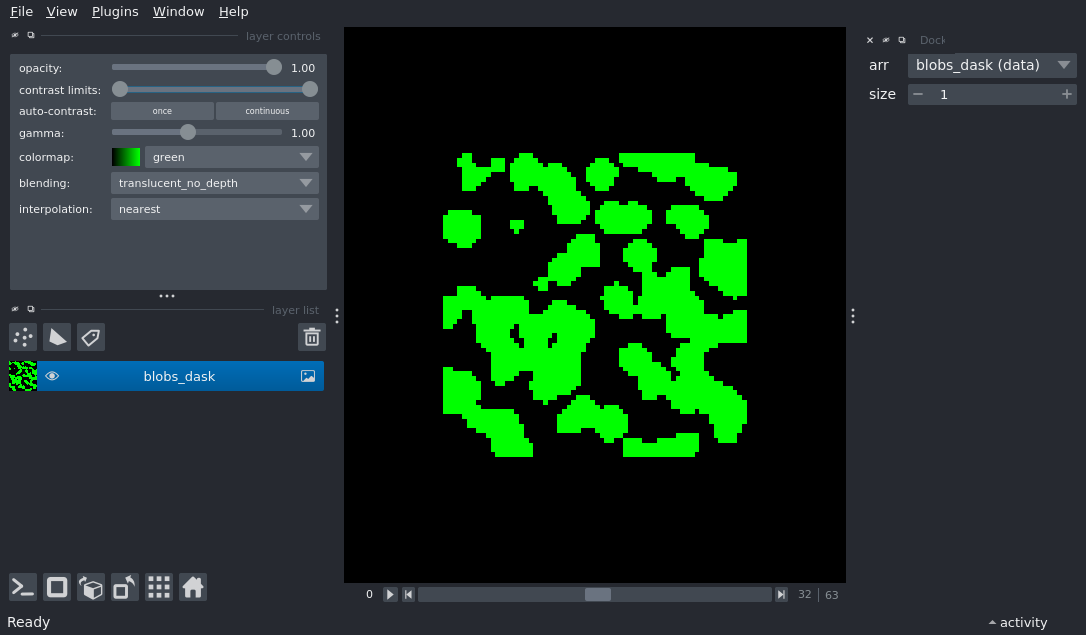 File View Plugins Window Help
layer controls
opacity: 1.00
contrast limits:
auto-contrast: once continuous
gamma: 1.00
colormap: green
blending: translucent_no_depth
interpolation: nearest
layer list
blobs_dask
0 32 63
Dock
arr blobs_dask (data)
size 1
Ready activity